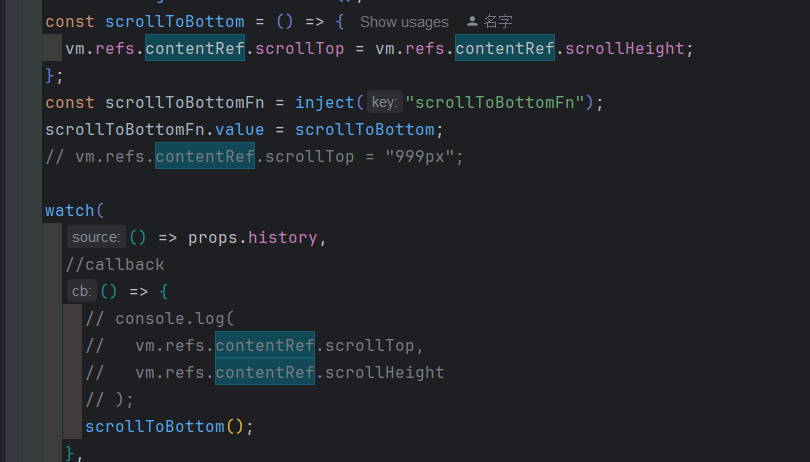 const scrollToBottom = () => { Show usages 名字
vm.refs.contentRef.scrollTop = vm.refs.contentRef.scrollHeight;
};
const scrollToBottomFn = inject( key: "scrollToBottomFn");
scrollToBottomFn.value = scrollToBottom;
// vm.refs.contentRef.scrollTop = "999px";
watch(
source: () => props.history,
//callback
cb: () => {
// console.log(
//   vm.refs.contentRef.scrollTop,
//   vm.refs.contentRef.scrollHeight
// );
scrollToBottom();
},